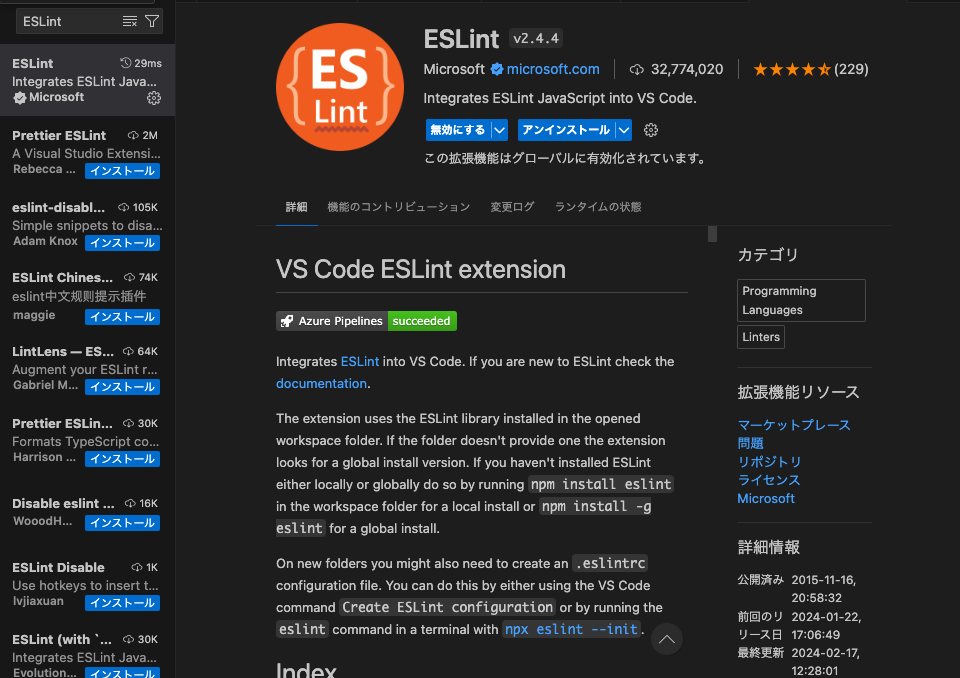 ESLint
ESLint 29ms
Integrates ESLint Java...
Microsoft
Prettier ESLint 2M
A Visual Studio Extensi...
Rebecca ... インストール
eslint-disabl... 105K
Simple snippets to disa...
Adam Knox インストール
ESLint Chines... 74K
eslint中文规则提示插件
maggie インストール
LintLens — ES... 64K
Augment your ESLint r...
Gabriel M... インストール
Prettier ESLin... 30K
Formats TypeScript co...
Harrison ... インストール
Disable eslint ... 16K
WooodH... インストール
ESLint Disable 1K
Use hotkeys to insert t...
lvjiaxuan インストール
ESLint (with `... 30K
Integrates ESLint Java...
Evolution... インストール
ES
Lint
ESLint v2.4.4
Microsoft microsoft.com 32,774,020 (229)
Integrates ESLint JavaScript into VS Code.
無効にする アンインストール
この拡張機能はグローバルに有効化されています。
詳細 機能のコントリビューション 変更ログ ランタイムの状態
VS Code ESLint extension
Azure Pipelines succeeded
Integrates ESLint into VS Code. If you are new to ESLint check the
documentation.
The extension uses the ESLint library installed in the opened
workspace folder. If the folder doesn't provide one the extension
looks for a global install version. If you haven't installed ESLint
either locally or globally do so by running npm install eslint
in the workspace folder for a local install or npm install -g
eslint for a global install.
On new folders you might also need to create an .eslintrc
configuration file. You can do this by either using the VS Code
command Create ESLint configuration or by running the
eslint command in a terminal with npx eslint --init.
Index
カテゴリ
Programming
Languages
Linters
拡張機能リソース
マーケットプレース
問題
リポジトリ
ライセンス
Microsoft
詳細情報
公開済み 2015-11-16,
20:58:32
前回のリ 2024-01-22,
リース日 17:06:49
最終更新 2024-02-17,
12:28:01